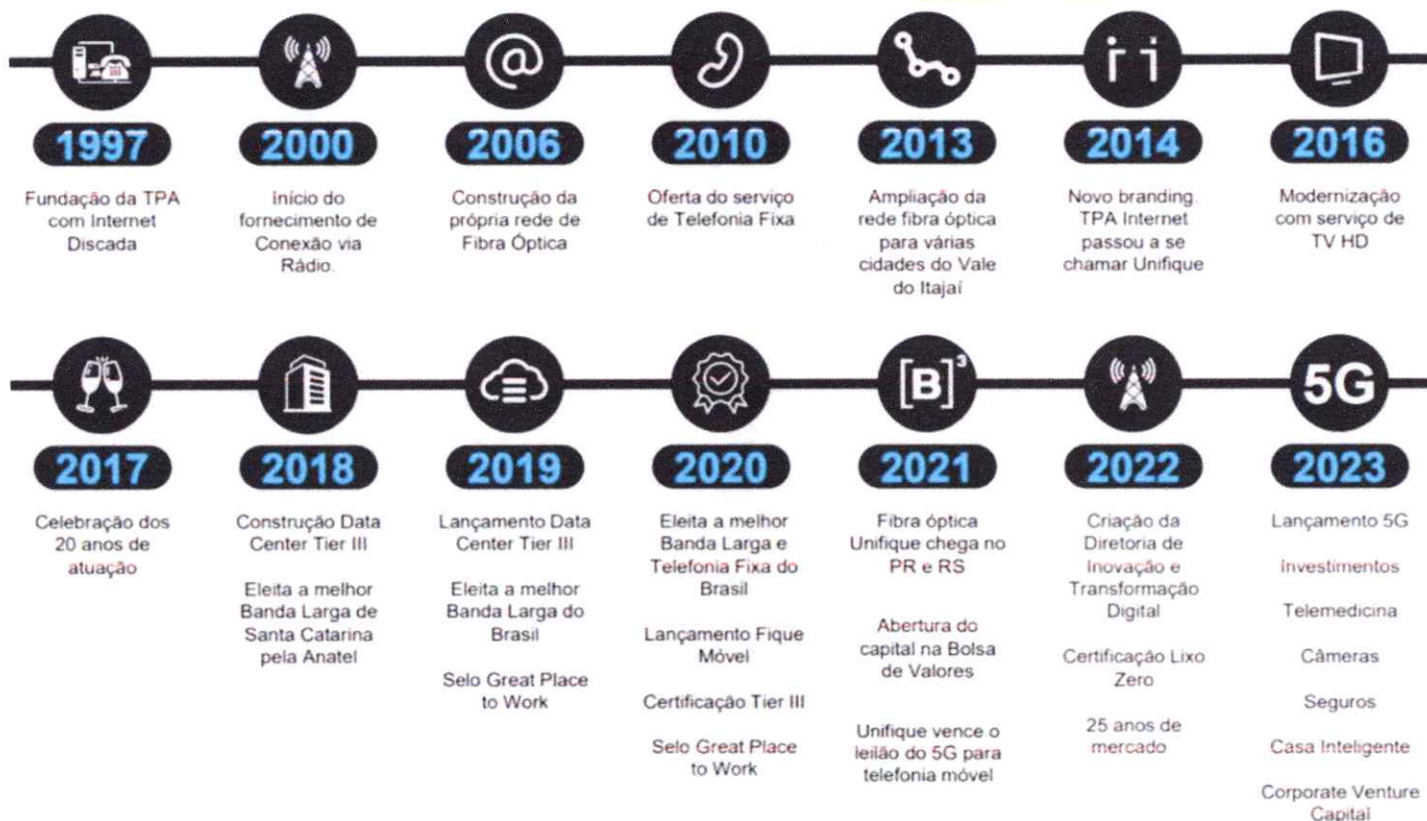 1997
Fundação da TPA
com Internet
Discada
2000
Início do
fornecimento de
Conexão via
Rádio.
2006
Construção da
própria rede de
Fibra Óptica
2010
Oferta do serviço
de Telefonia Fixa
2013
Ampliação da
rede fibra óptica
para várias
cidades do Vale
do Itajaí
2014
Novo branding.
TPA Internet
passou a se
chamar Unifique
2016
Modernização
com serviço de
TV HD
2017
Celebração dos
20 anos de
atuação
2018
Construção Data
Center Tier III
Eleita a melhor
Banda Larga de
Santa Catarina
pela Anatel
2019
Lançamento Data
Center Tier III
Eleita a melhor
Banda Larga do
Brasil
Selo Great Place
to Work
2020
Eleita a melhor
Banda Larga e
Telefonia Fixa do
Brasil
Lançamento Fique
Móvel
Certificação Tier III
Selo Great Place
to Work
[B]³
2021
Fibra óptica
Unifique chega no
PR e RS
Abertura do
capital na Bolsa
de Valores
Unifique vence o
leilão do 5G para
telefonia móvel
2022
Criação da
Diretoria de
Inovação e
Transformação
Digital
Certificação Lixo
Zero
25 anos de
mercado
5G
2023
Lançamento 5G
Investimentos
Telemedicina
Câmeras
Seguros
Casa Inteligente
Corporate Venture
Capital